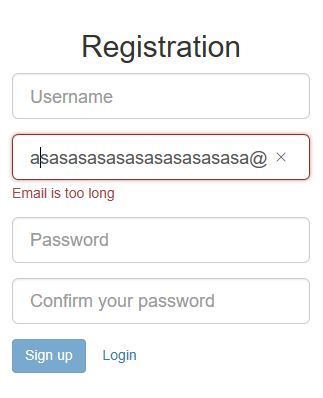 Registration
Username
asasasasasasasasasasasa@ ×
Email is too long
Password
Confirm your password
Sign up Login